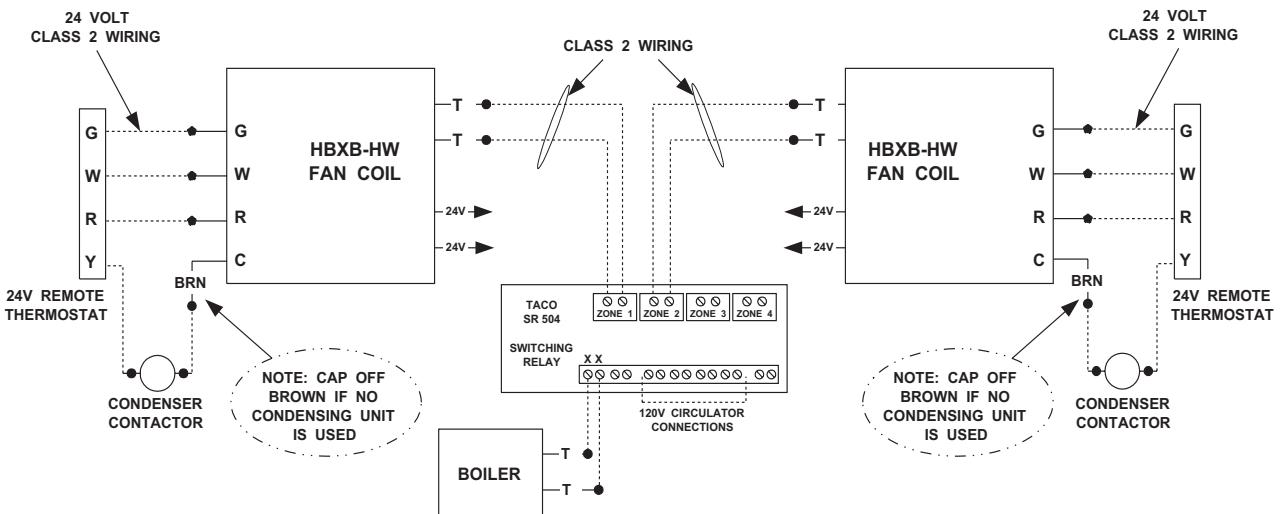 24 VOLT
CLASS 2 WIRING
CLASS 2 WIRING
24 VOLT
CLASS 2 WIRING
G
W
R
Y
24V REMOTE
THERMOSTAT
G
W
R
C
HBXB-HW
FAN COIL
T
T
24V
24V
BRN
CONDENSER
CONTACTOR
NOTE: CAP OFF
BROWN IF NO
CONDENSING UNIT
IS USED
TACO
SR 504
SWITCHING
RELAY
ZONE 1
ZONE 2
ZONE 3
ZONE 4
X X
120V CIRCULATOR
CONNECTIONS
BOILER
T
T
T
T
24V
24V
HBXB-HW
FAN COIL
G
W
R
C
BRN
G
W
R
Y
24V REMOTE
THERMOSTAT
NOTE: CAP OFF
BROWN IF NO
CONDENSING UNIT
IS USED
CONDENSER
CONTACTOR